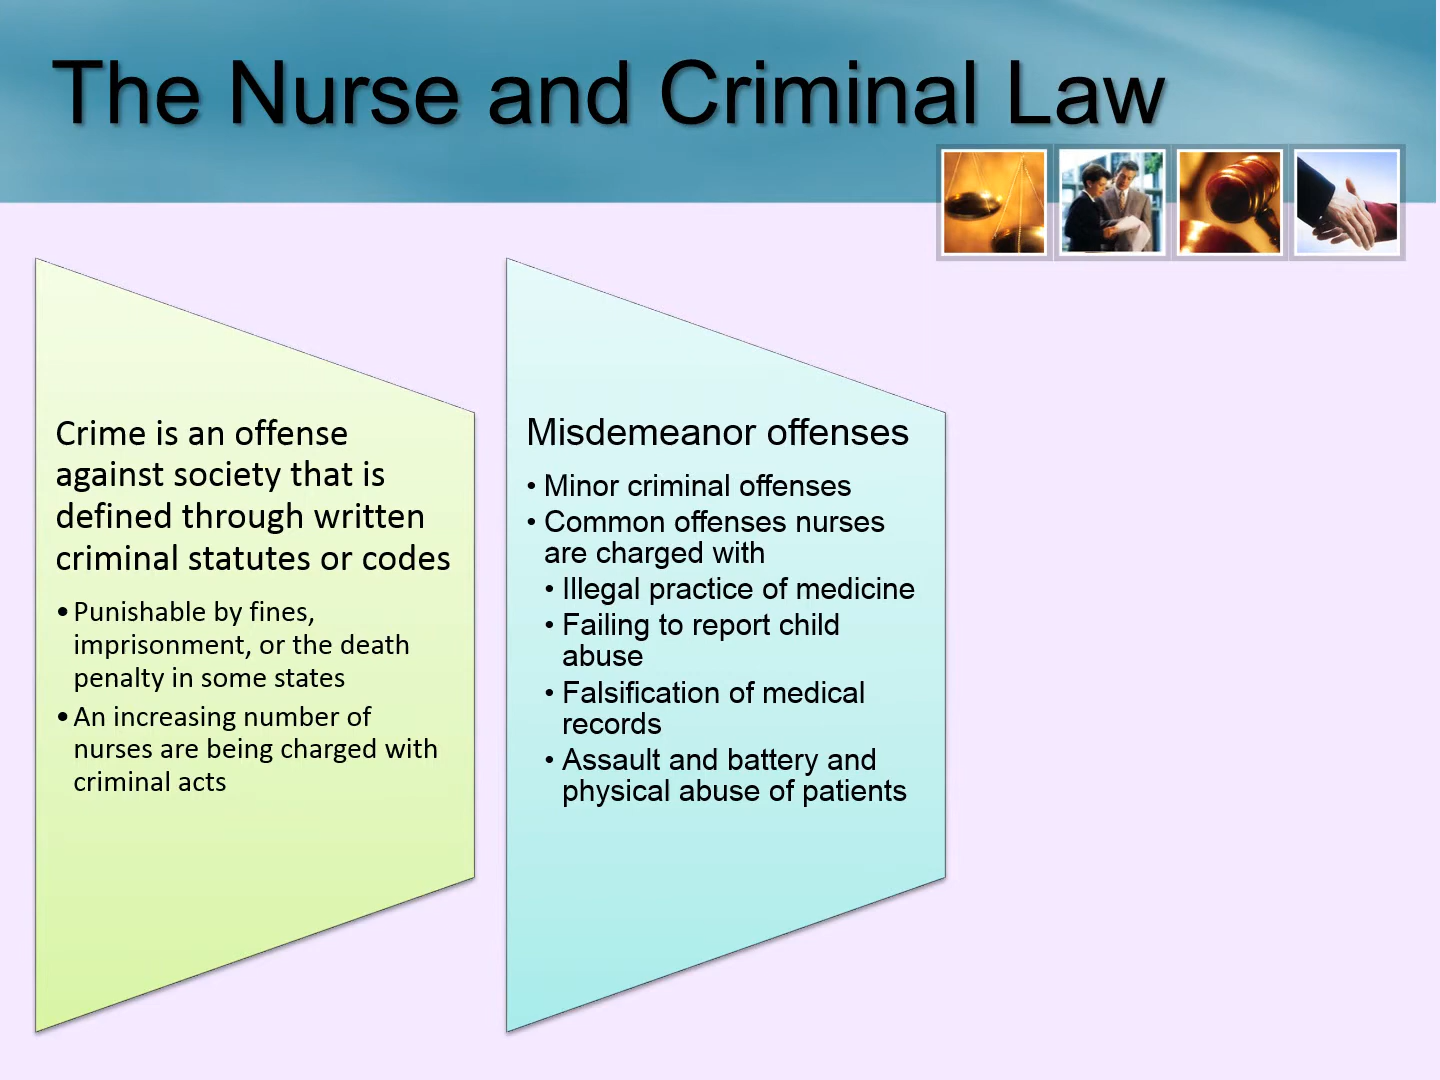 The Nurse and Criminal Law
Crime is an offense
against society that is
defined through written
criminal statutes or codes
• Punishable by fines,
imprisonment, or the death
penalty in some states
• An increasing number of
nurses are being charged with
criminal acts
Misdemeanor offenses
• Minor criminal offenses
• Common offenses nurses
are charged with
• Illegal practice of medicine
• Failing to report child
abuse
• Falsification of medical
records
• Assault and battery and
physical abuse of patients